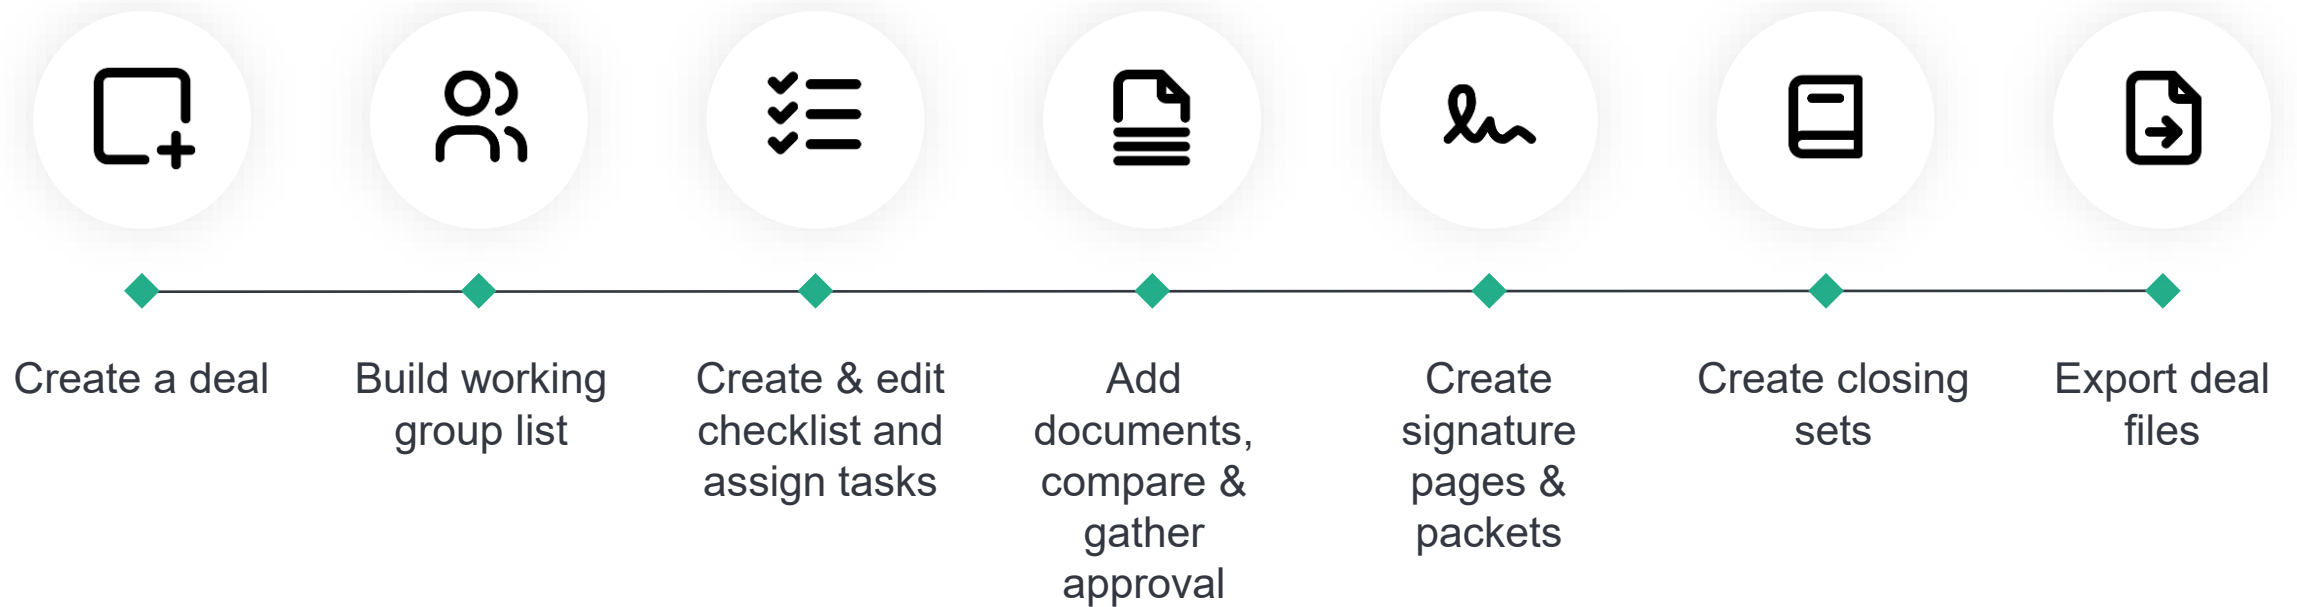 Create a deal
Build working
group list
Create & edit
checklist and
assign tasks
Add
documents,
compare &
gather
approval
Create
signature
pages &
packets
Create closing
sets
Export deal
files